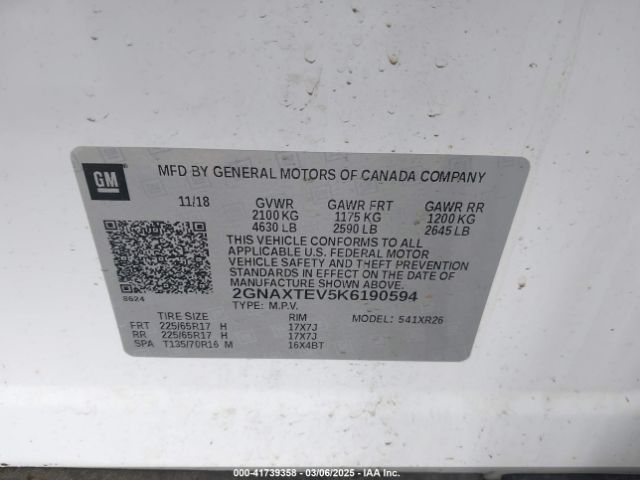 GM
MFD BY GENERAL MOTORS OF CANADA COMPANY
11/18 GVWR GAWR FRT GAWR RR
2100 KG 1175 KG 1200 KG
4630 LB 2590 LB 2645 LB
THIS VEHICLE CONFORMS TO ALL
APPLICABLE U.S. FEDERAL MOTOR
VEHICLE SAFETY AND THEFT PREVENTION
STANDARDS IN EFFECT ON THE DATE OF
MANUFACTURE SHOWN ABOVE.
8624 2GNAXTEV5K6190594
TYPE: M.P.V.
TIRE SIZE RIM MODEL: 541XR26
FRT 225/65R17 H 17X7J
RR 225/65R17 H 17X7J
SPA T135/70R16 M 16X4BT
000-41739358 - 03/06/2025 - IAA Inc.